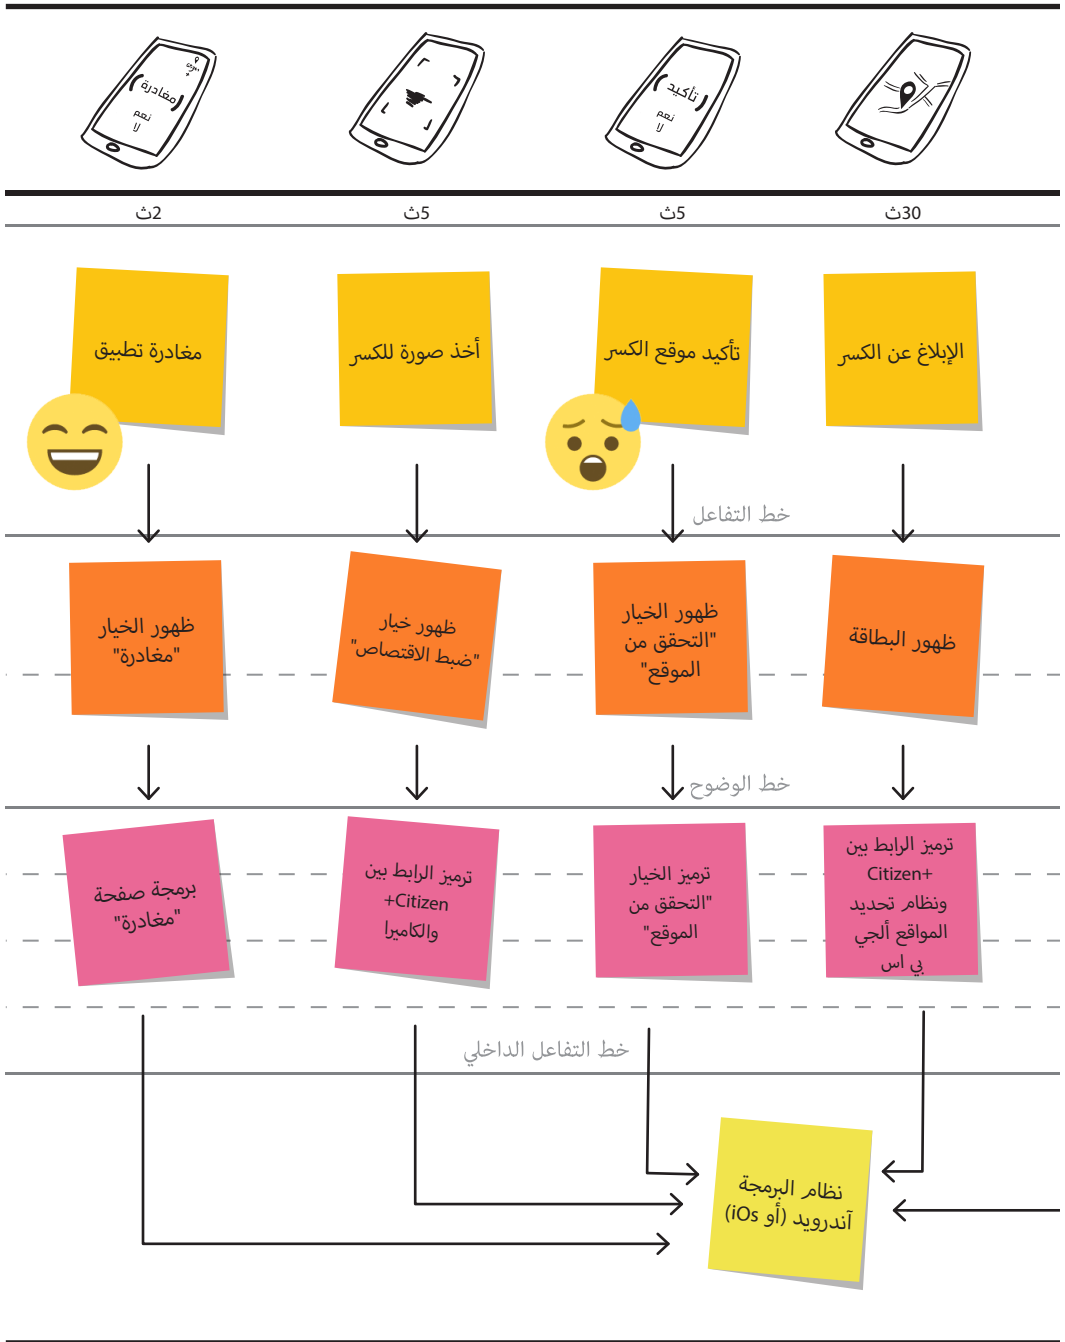 تأكيد
نعم
لا
مغادرة
نعم
لا
30ث
5ث
5ث
2ث
الإبلاغ عن الكسر
تأكيد موقع الكسر
أخذ صورة للكسر
مغادرة تطبيق
خط التفاعل
ظهور البطاقة
ظهور الخيار
"التحقق من
الموقع"
ظهور خيار
"ضبط الاقتصاص"
ظهور الخيار
"مغادرة"
خط الوضوح
ترميز الرابط بين
Citizen+
ونظام تحديد
المواقع ألجي
بي اس
ترميز الخيار
"التحقق من
الموقع"
ترميز الرابط بين
+Citizen
والكاميرا
برمجة صفحة
"مغادرة"
خط التفاعل الداخلي
نظام البرمجة
آندرويد (أو iOs)